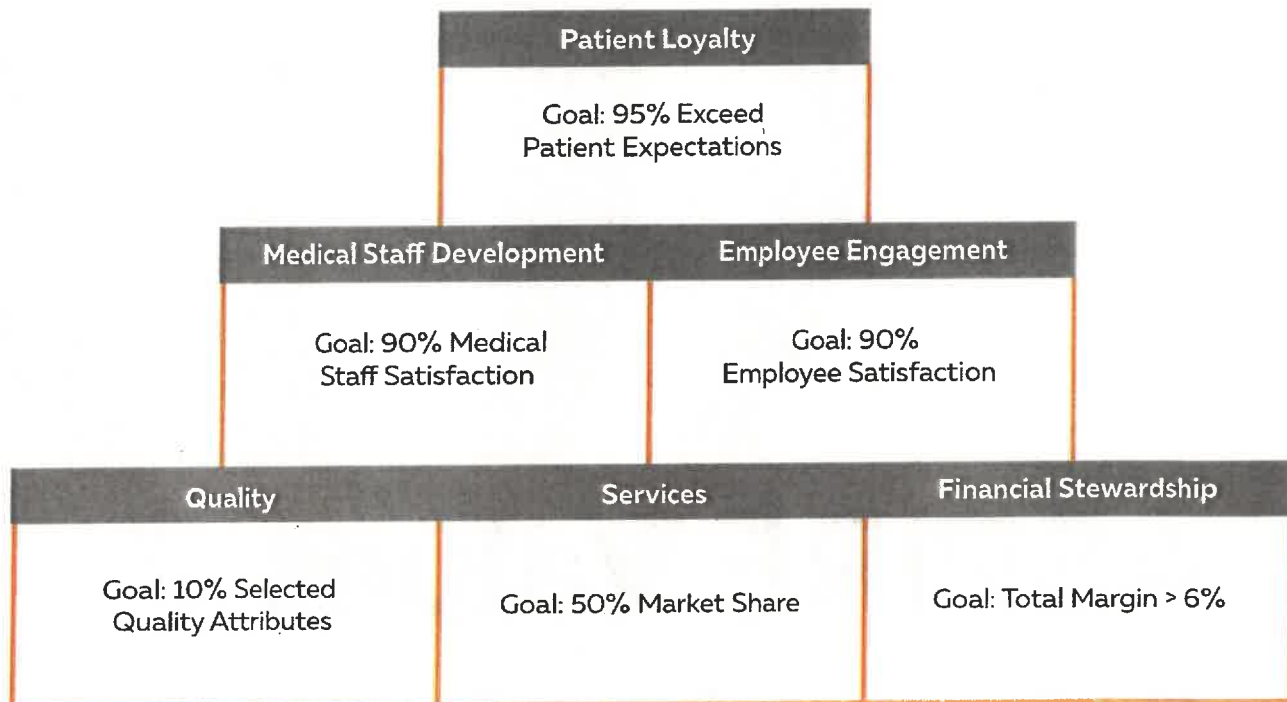 Patient Loyalty
Goal: 95% Exceed
Patient Expectations
Medical Staff Development
Employee Engagement
Goal: 90% Medical
Staff Satisfaction
Goal: 90%
Employee Satisfaction
Quality
Services
Financial Stewardship
Goal: 10% Selected
Quality Attributes
Goal: 50% Market Share
Goal: Total Margin > 6%